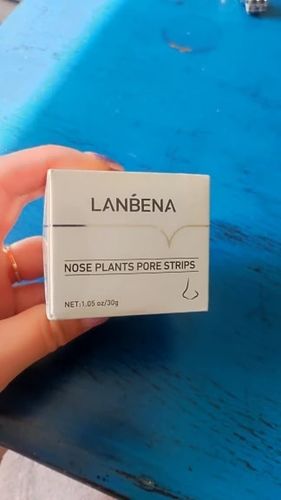 LANBENA
NOSE PLANTS PORE STRIPS
NET:1.05 oz/30g